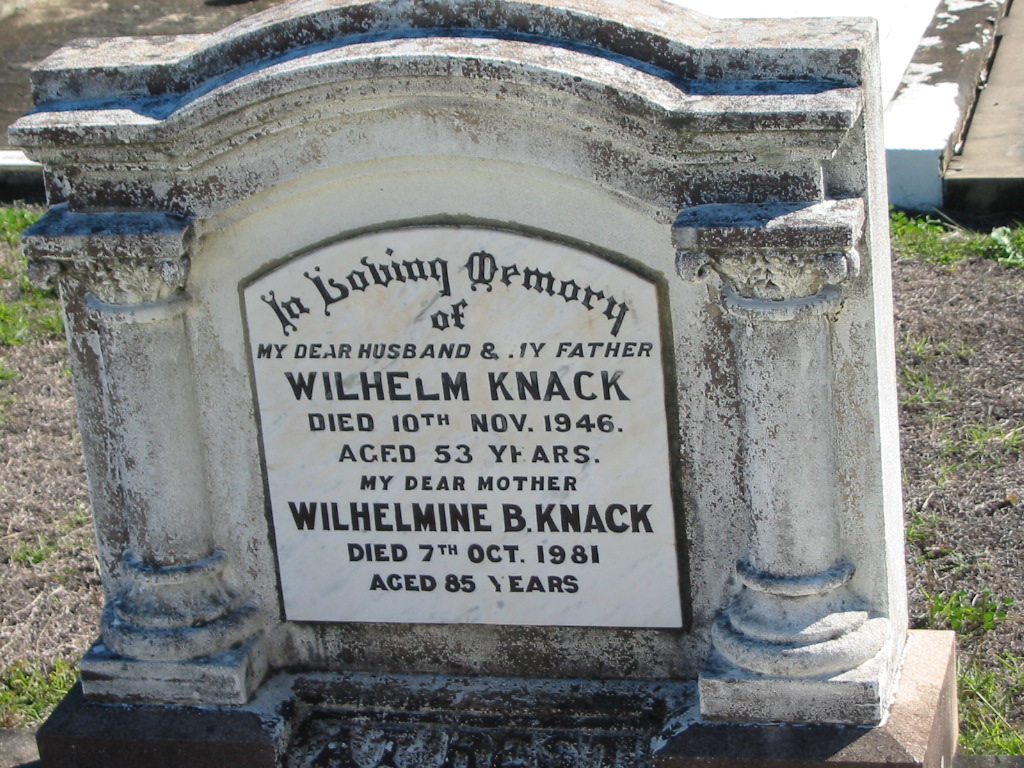 In Loving Memory
of
MY DEAR HUSBAND & MY FATHER
WILHELM KNACK
DIED 10TH NOV. 1946.
AGED 53 YEARS.
MY DEAR MOTHER
WILHELMINE B. KNACK
DIED 7TH OCT. 1981
AGED 85 YEARS